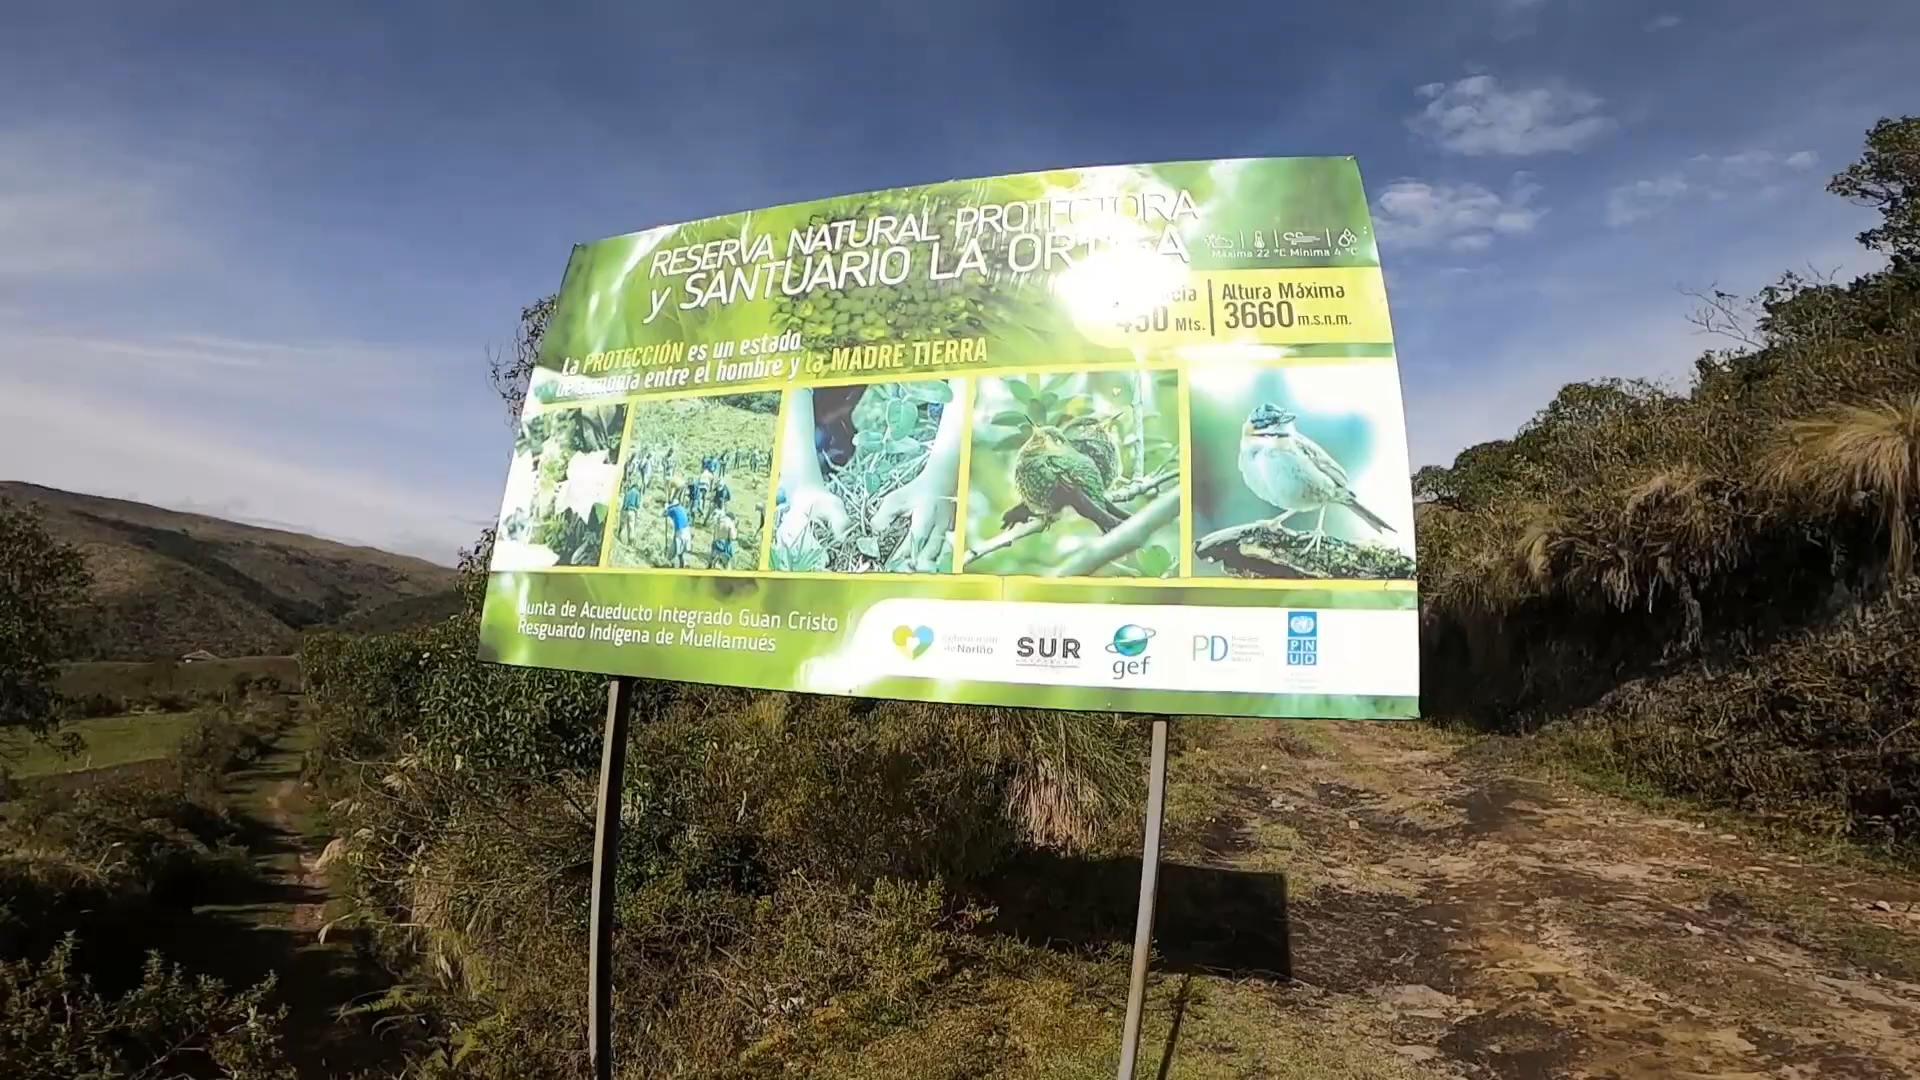 RESERVA NATURAL PROTECTORA
y SANTUARIO LA
Máxima 22 °C Mínima 4 °C
Mts.
Altura Máxima
3660 m.s.n.m.
La PROTECCIÓN es un estado
entre el hombre y la MADRE TIERRA
Junta de Acueducto Integrado Guan Cristo
Resguardo Indígena de Muellamués
de Nariño
SUR
gef
PD
PNUD